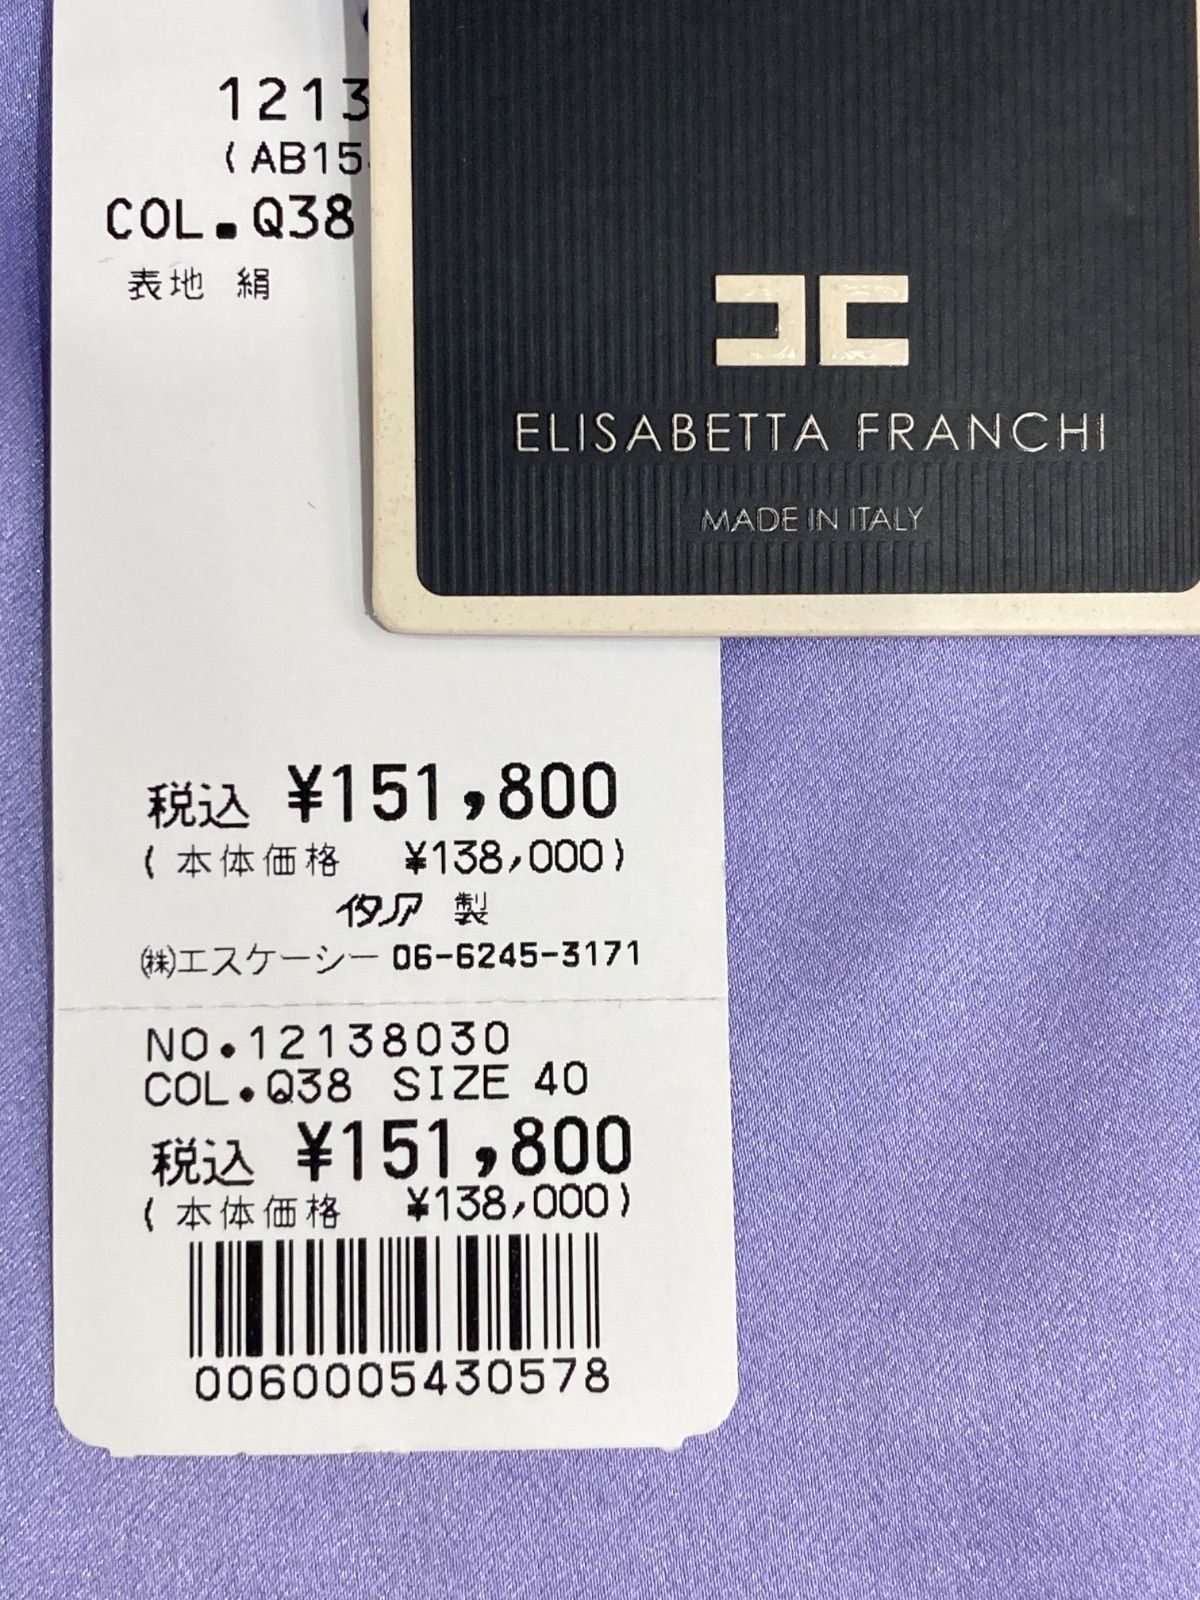 1213
(AB15
COL.Q38
表地 絹
ELISABETTA FRANCHI
MADE IN ITALY
税込 ¥151,800
(本体価格 ¥138,000)
イタリア 製
㈱エスケーシー 06-6245-3171
NO.12138030
COL.Q38 SIZE 40
税込 ¥151,800
(本体価格 ¥138,000)
0060005430578